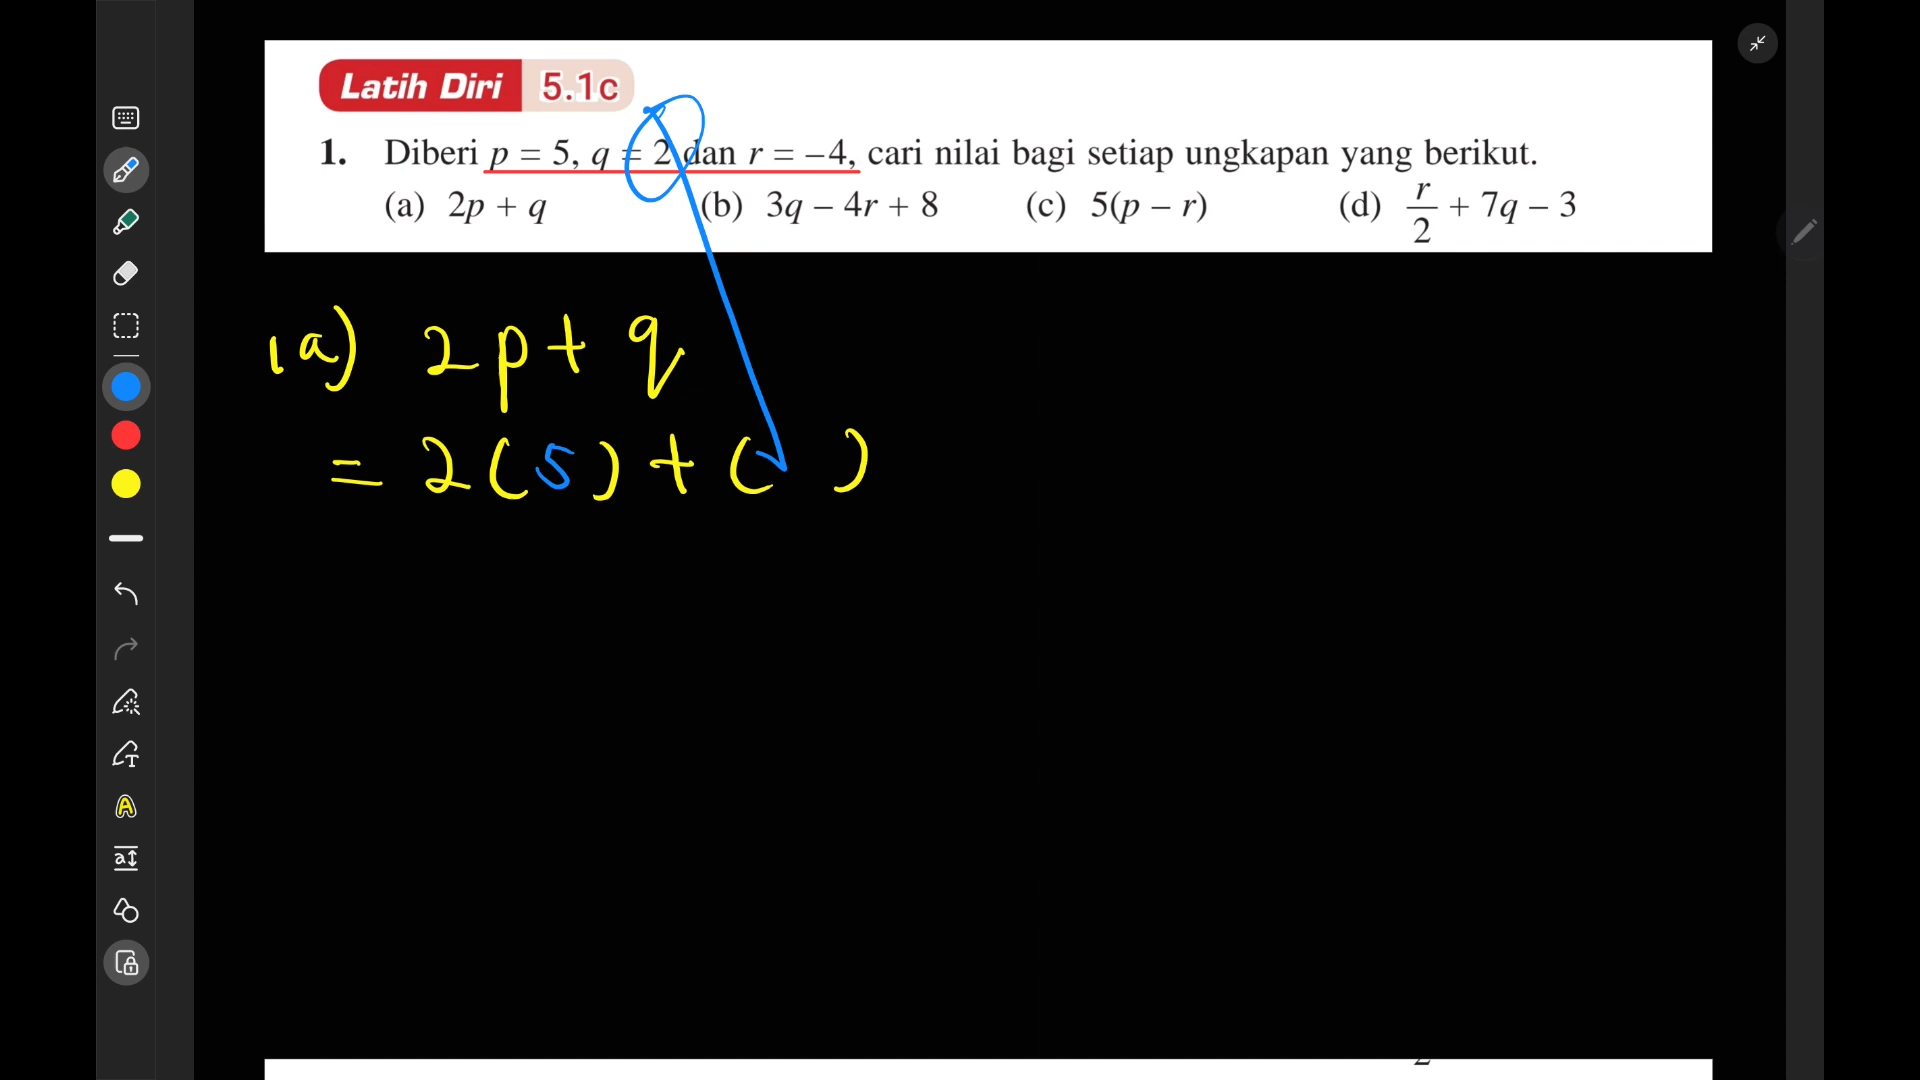 Latih Diri 5.1c
1. Diberi p = 5, q = 2 dan r = –4, cari nilai bagi setiap ungkapan yang berikut.
(a) 2p + q (b) 3q – 4r + 8 (c) 5(p – r) (d) r/2 + 7q – 3
1a) 2p + q
= 2(5) + ( )